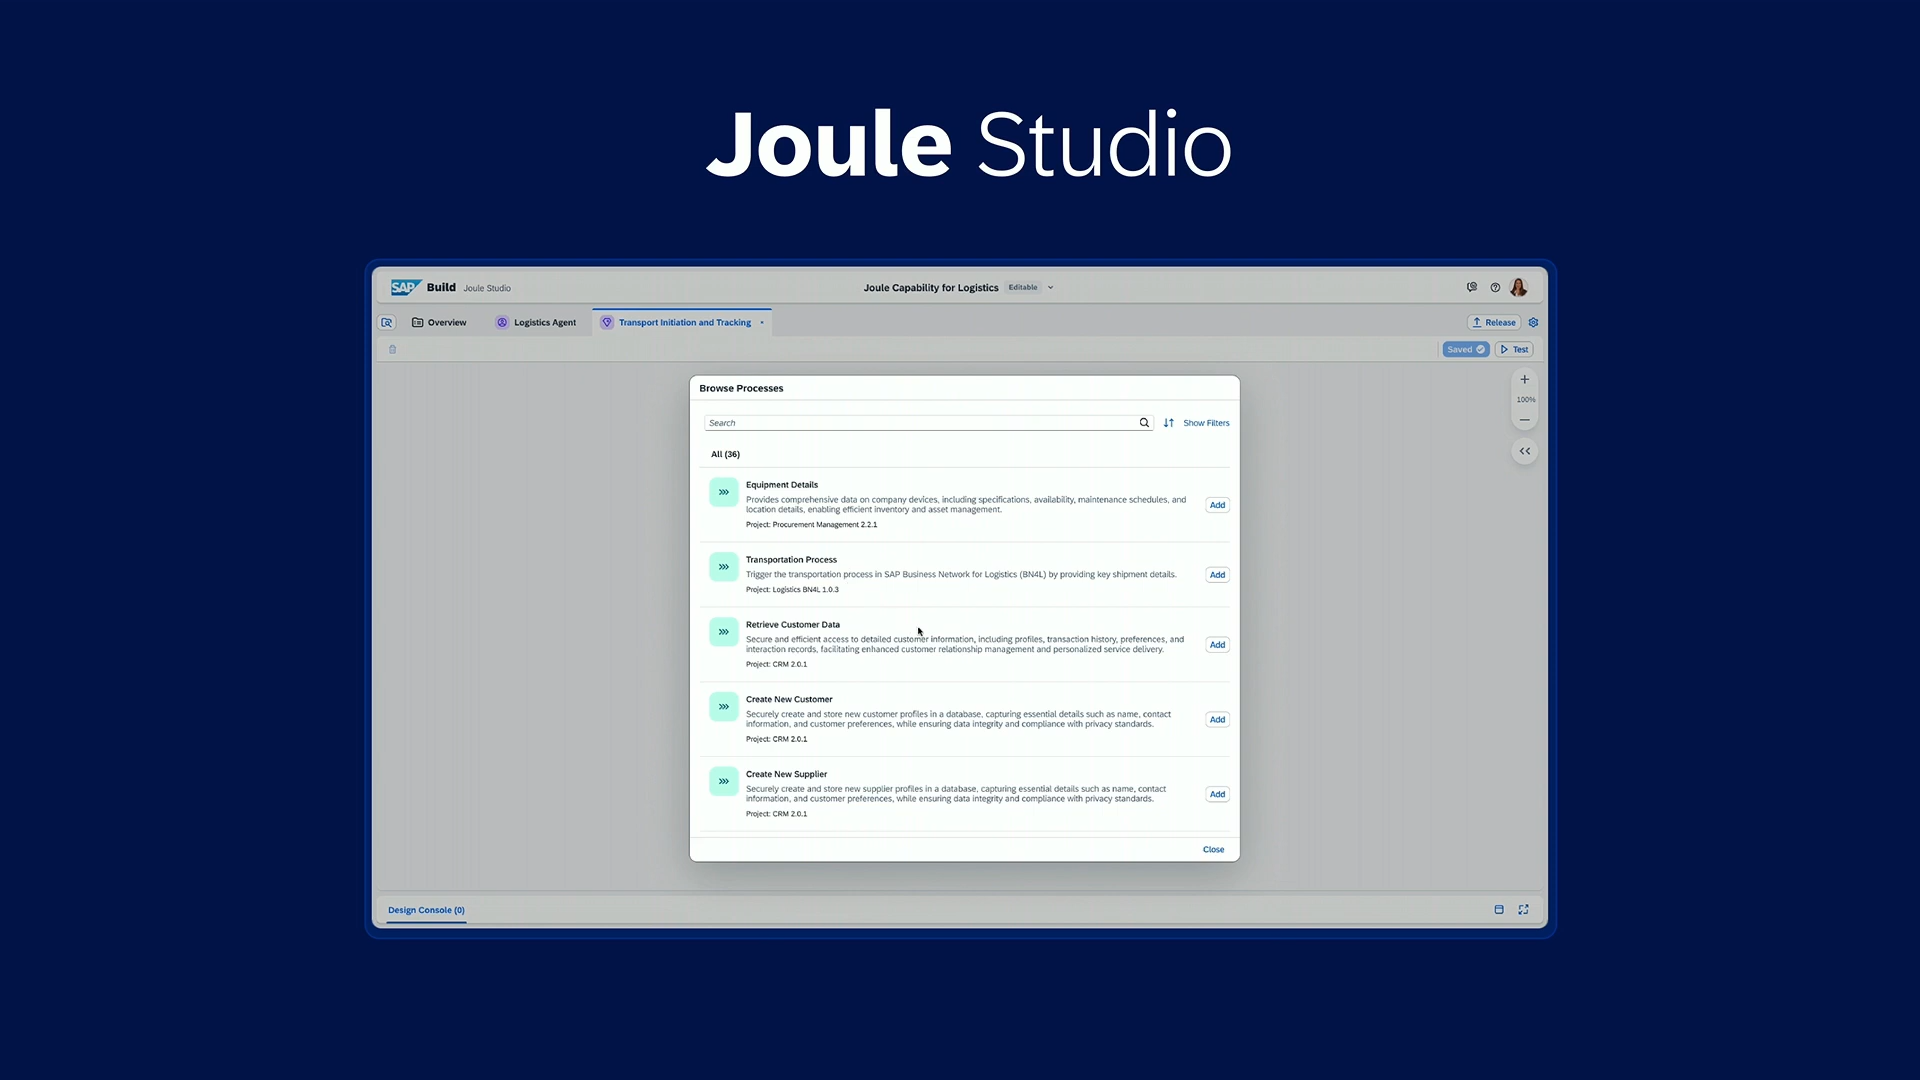 Joule Studio
SAP Build Joule Studio
Joule Capability for Logistics Editable
Overview
Logistics Agent
Transport Initiation and Tracking
Release
Saved
Test
100%
Browse Processes
Search
Show Filters
All (36)
Equipment Details
Provides comprehensive data on company devices, including specifications, availability, maintenance schedules, and
location details, enabling efficient inventory and asset management.
Project: Procurement Management 2.2.1
Add
Transportation Process
Trigger the transportation process in SAP Business Network for Logistics (BN4L) by providing key shipment details.
Project: Logistics BN4L 1.0.3
Add
Retrieve Customer Data
Secure and efficient access to detailed customer information, including profiles, transaction history, preferences, and
interaction records, facilitating enhanced customer relationship management and personalized service delivery.
Project: CRM 2.0.1
Add
Create New Customer
Securely create and store new customer profiles in a database, capturing essential details such as name, contact
information, and customer preferences, while ensuring data integrity and compliance with privacy standards.
Project: CRM 2.0.1
Add
Create New Supplier
Securely create and store new supplier profiles in a database, capturing essential details such as name, contact
information, and customer preferences, while ensuring data integrity and compliance with privacy standards.
Project: CRM 2.0.1
Add
Close
Design Console (0)